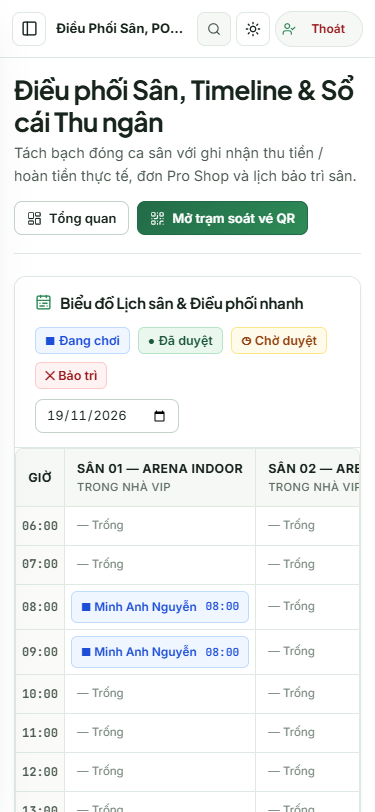 Điều Phối Sân, PO...
Thoát
Điều phối Sân, Timeline & Sổ
cái Thu ngân
Tách bạch đóng ca sân với ghi nhận thu tiền /
hoàn tiền thực tế, đơn Pro Shop và lịch bảo trì sân.
Tổng quan
Mở trạm soát vé QR
Biểu đồ Lịch sân & Điều phối nhanh
■ Đang chơi
● Đã duyệt
◔ Chờ duyệt
✕ Bảo trì
19/11/2026
GIỜ
SÂN 01 — ARENA INDOOR
SÂN 02 — ARE
TRONG NHÀ VIP
TRONG NHÀ VIP
06:00 — Trống — Trống
07:00 — Trống — Trống
08:00 ■ Minh Anh Nguyễn 08:00 — Trống
09:00 ■ Minh Anh Nguyễn 08:00 — Trống
10:00 — Trống — Trống
11:00 — Trống — Trống
12:00 — Trống — Trống
13:00 — Trống — Trống